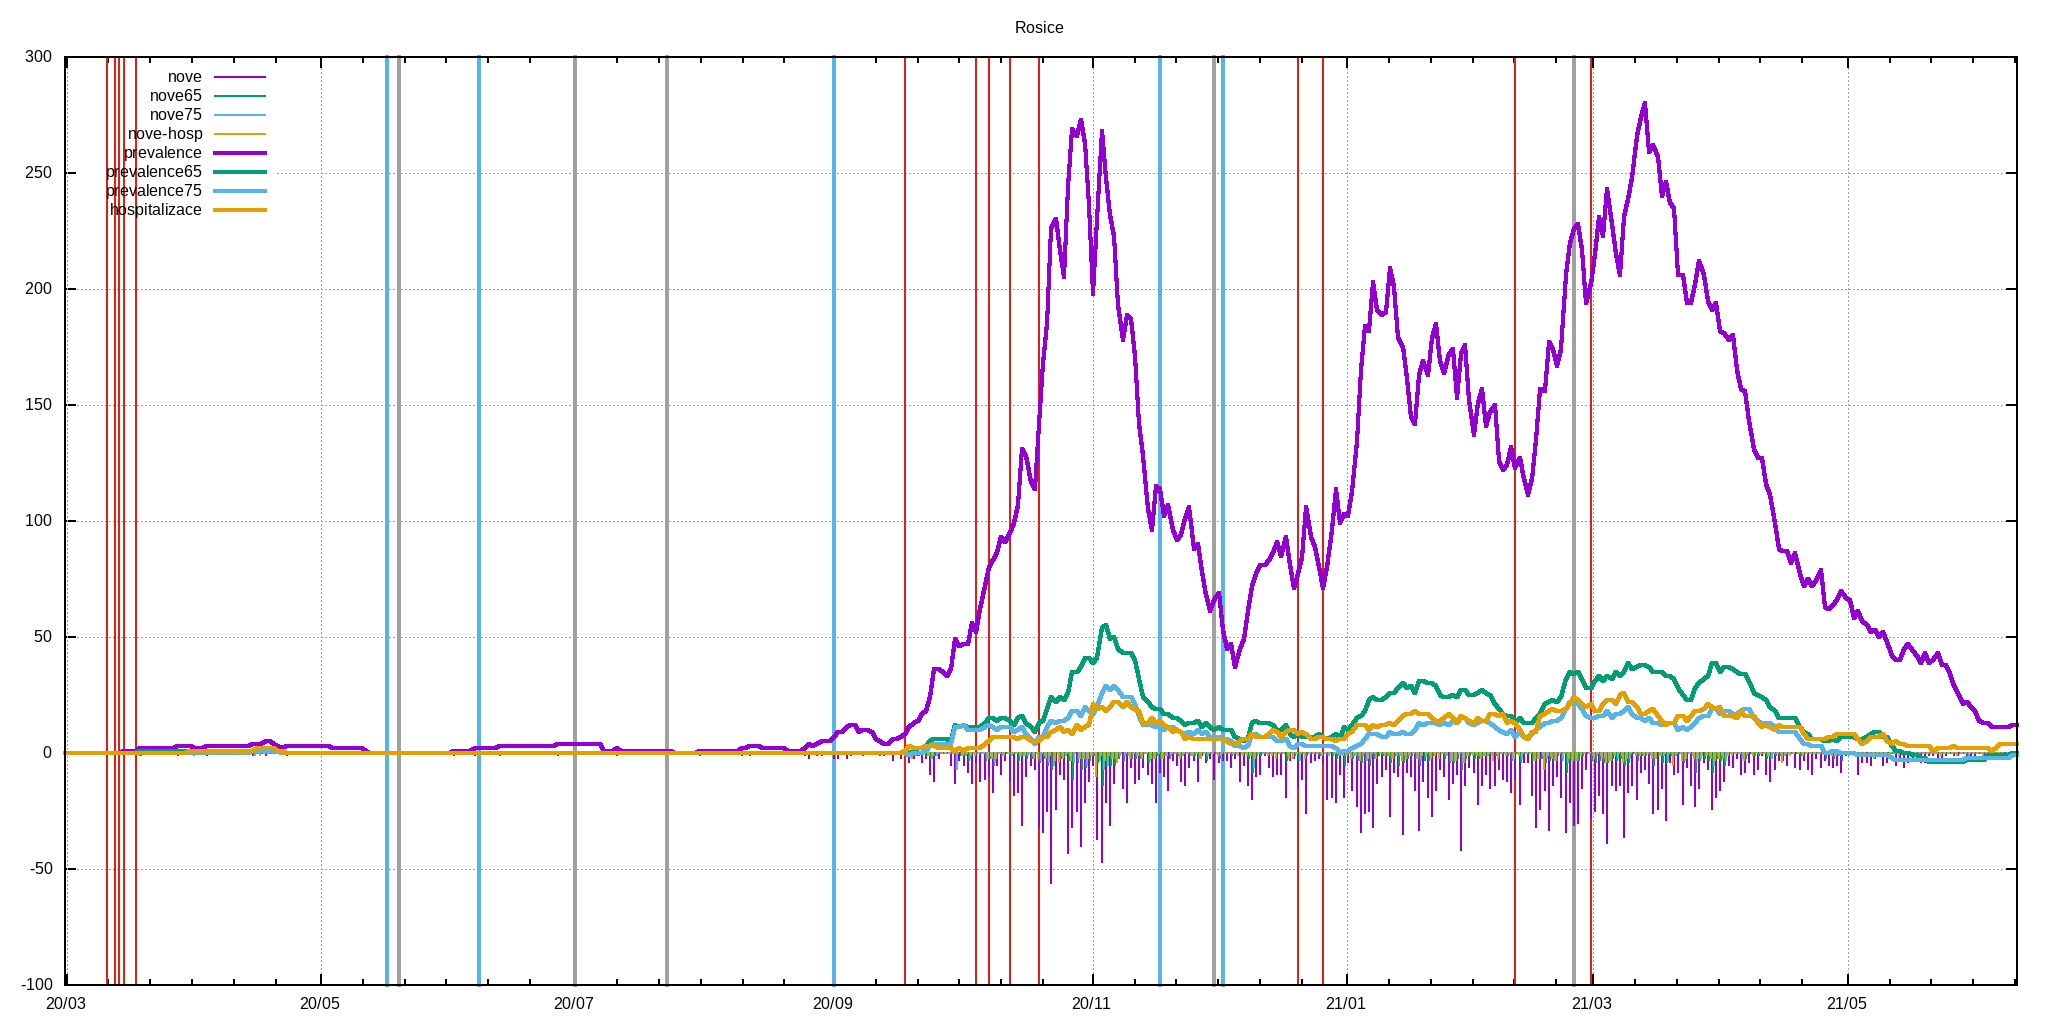 Rosice
300
250
200
150
100
50
0
-50
-100
nove
nove65
nove75
nove-hosp
prevalence
prevalence65
prevalence75
hospitalizace
20/03 20/05 20/07 20/09 20/11 21/01 21/03 21/05